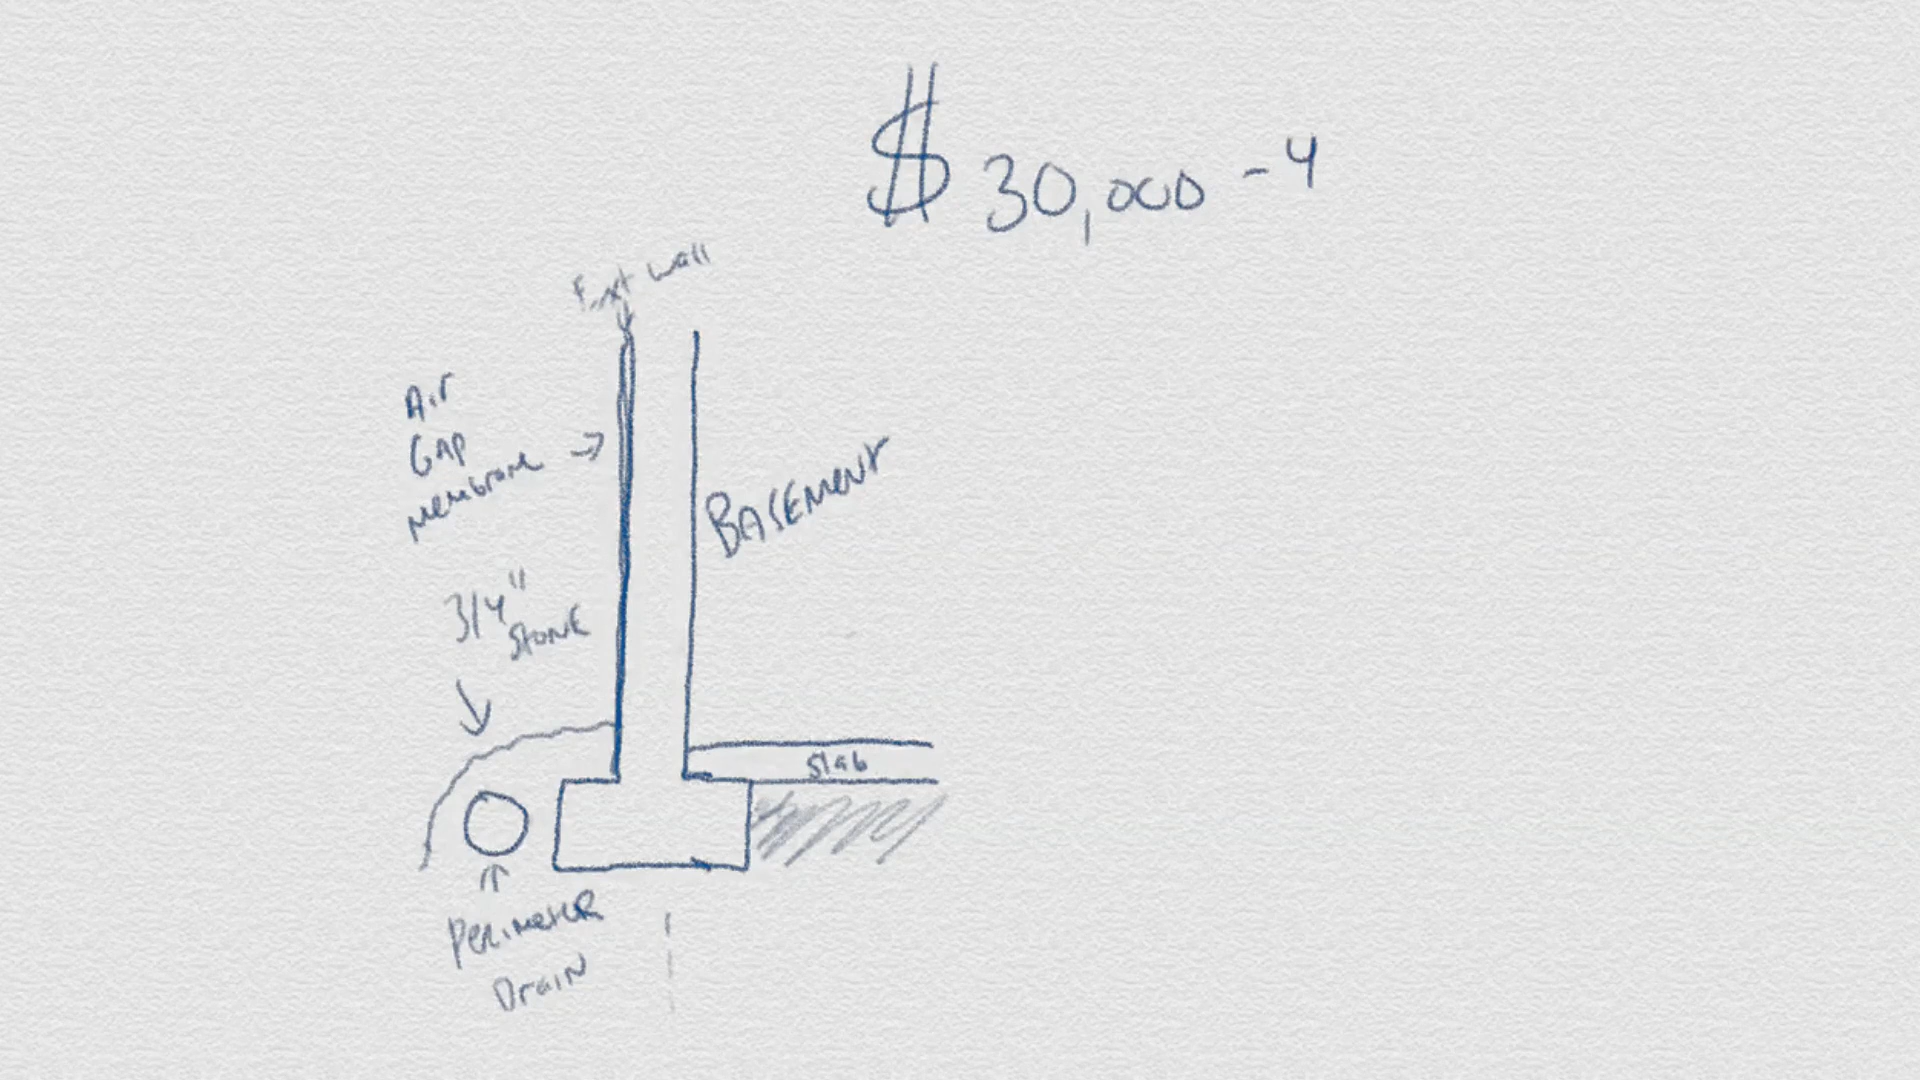 $ 30,000 - 4
Ext wall
Air
Gap
membrane
BASEMENT
3/4"
Stone
Slab
Perimeter
Drain